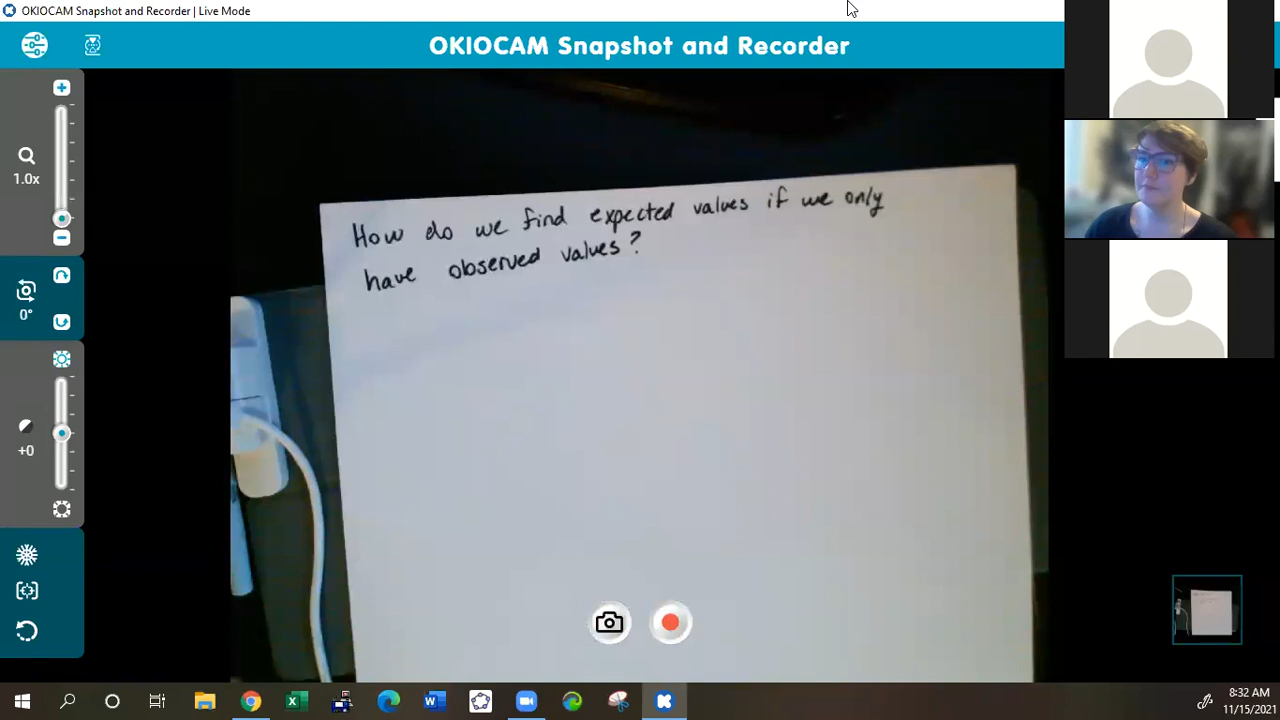 OKIOCAM Snapshot and Recorder | Live Mode
OKIOCAM Snapshot and Recorder
1.0x
0°
+0
How do we find expected values if we only
have observed values?
8:32 AM
11/15/2021